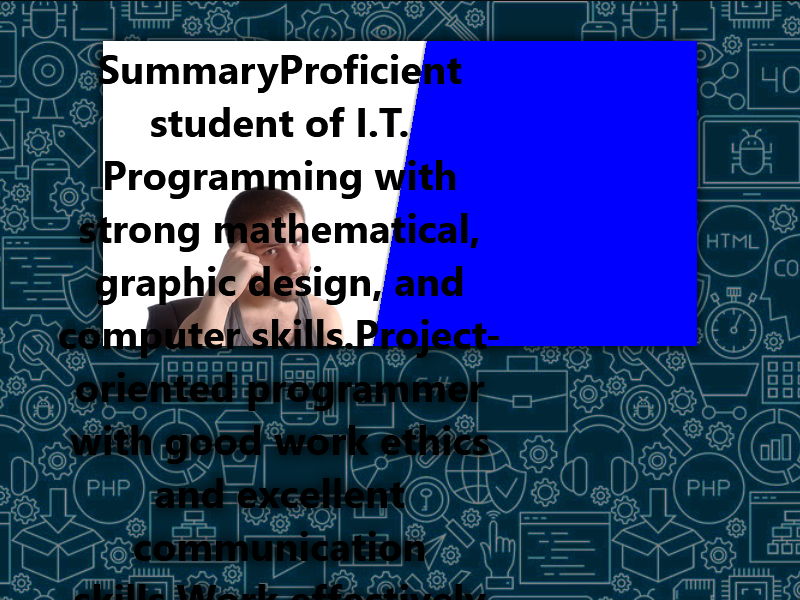 SummaryProficient
student of I.T.
Programming with
strong mathematical,
graphic design, and
computer skills.Project-
oriented programmer
with good work ethics
and excellent
communication
skills.Work effectively
HTML
PHP
PHP
40
CO